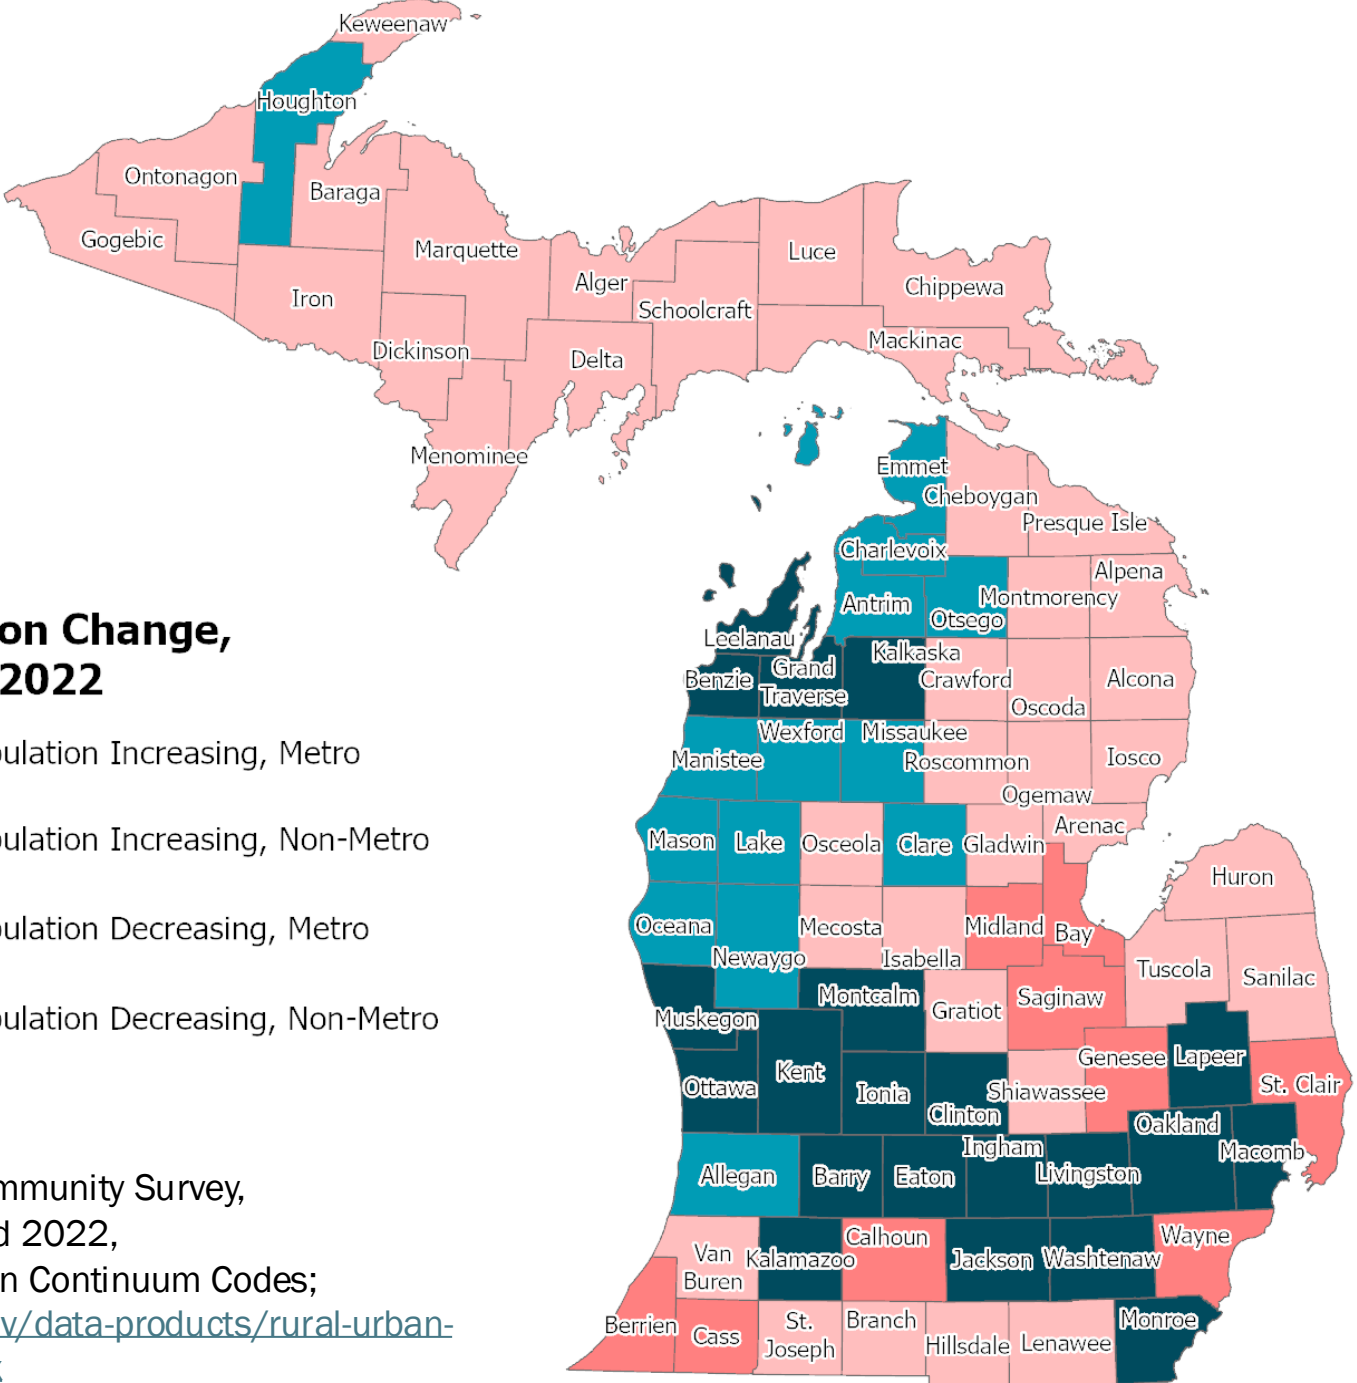 Keweenaw
Houghton
Ontonagon
Baraga
Gogebic
Marquette
Luce
Alger
Chippewa
Iron
Schoolcraft
Mackinac
Dickinson
Delta
Menominee
Emmet
Cheboygan
Presque Isle
Charlevoix
Alpena
Antrim
Montmorency
Otsego
on Change,
2022
Leelanau
Kalkaska
Grand
Traverse
Benzie
Crawford
Alcona
Oscoda
Wexford
Missaukee
Manistee
Roscommon
Iosco
Ogemaw
pulation Increasing, Metro
pulation Increasing, Non-Metro
pulation Decreasing, Metro
pulation Decreasing, Non-Metro
Arenac
Mason
Lake
Osceola
Clare
Gladwin
Huron
Oceana
Mecosta
Midland
Bay
Newaygo
Isabella
Tuscola
Sanilac
Montcalm
Saginaw
Gratiot
Muskegon
Genesee
Lapeer
Kent
Ottawa
Ionia
Shiawassee
St. Clair
Clinton
Oakland
Ingham
Macomb
Allegan
Barry
Eaton
Livingston
Calhoun
Wayne
Van
Buren
Kalamazoo
Jackson
Washtenaw
Berrien
Cass
St.
Joseph
Branch
Hillsdale
Lenawee
Monroe
mmunity Survey,
d 2022,
n Continuum Codes;
v/data-products/rural-urban-